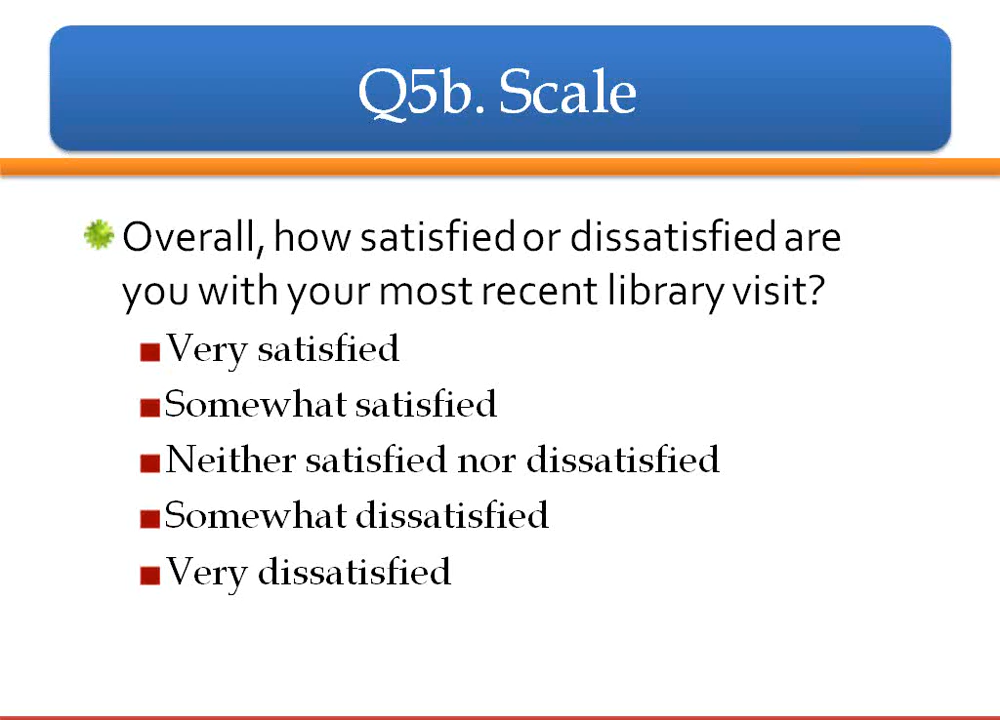 Q5b. Scale
Overall, how satisfied or dissatisfied are
you with your most recent library visit?
Very satisfied
Somewhat satisfied
Neither satisfied nor dissatisfied
Somewhat dissatisfied
Very dissatisfied